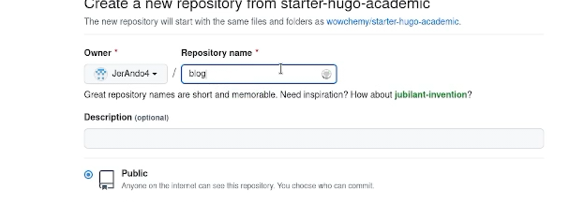 Create a new repository from starter-hugo-academic
The new repository will start with the same files and folders as wowchemy/starter-hugo-academic.
Owner * Repository name *
JorAndo4 / blog
Great repository names are short and memorable. Need inspiration? How about jubilant-invention?
Description (optional)
Public
Anyone on the internet can see this repository. You choose who can commit.